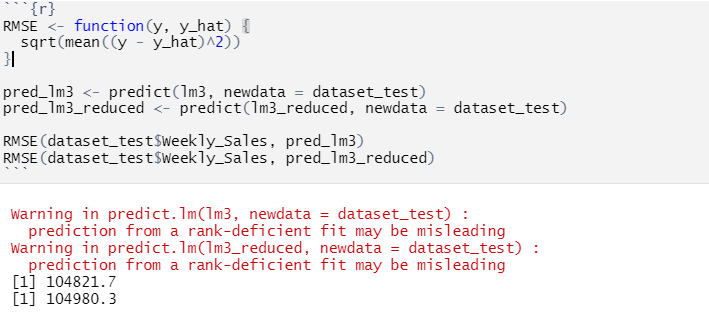 ```{r}
RMSE <- function(y, y_hat) {
  sqrt(mean((y - y_hat)^2))
}

pred_lm3 <- predict(lm3, newdata = dataset_test)
pred_lm3_reduced <- predict(lm3_reduced, newdata = dataset_test)

RMSE(dataset_test$Weekly_Sales, pred_lm3)
RMSE(dataset_test$Weekly_Sales, pred_lm3_reduced)
```

Warning in predict.lm(lm3, newdata = dataset_test) :
  prediction from a rank-deficient fit may be misleading
Warning in predict.lm(lm3_reduced, newdata = dataset_test) :
  prediction from a rank-deficient fit may be misleading
[1] 104821.7
[1] 104980.3